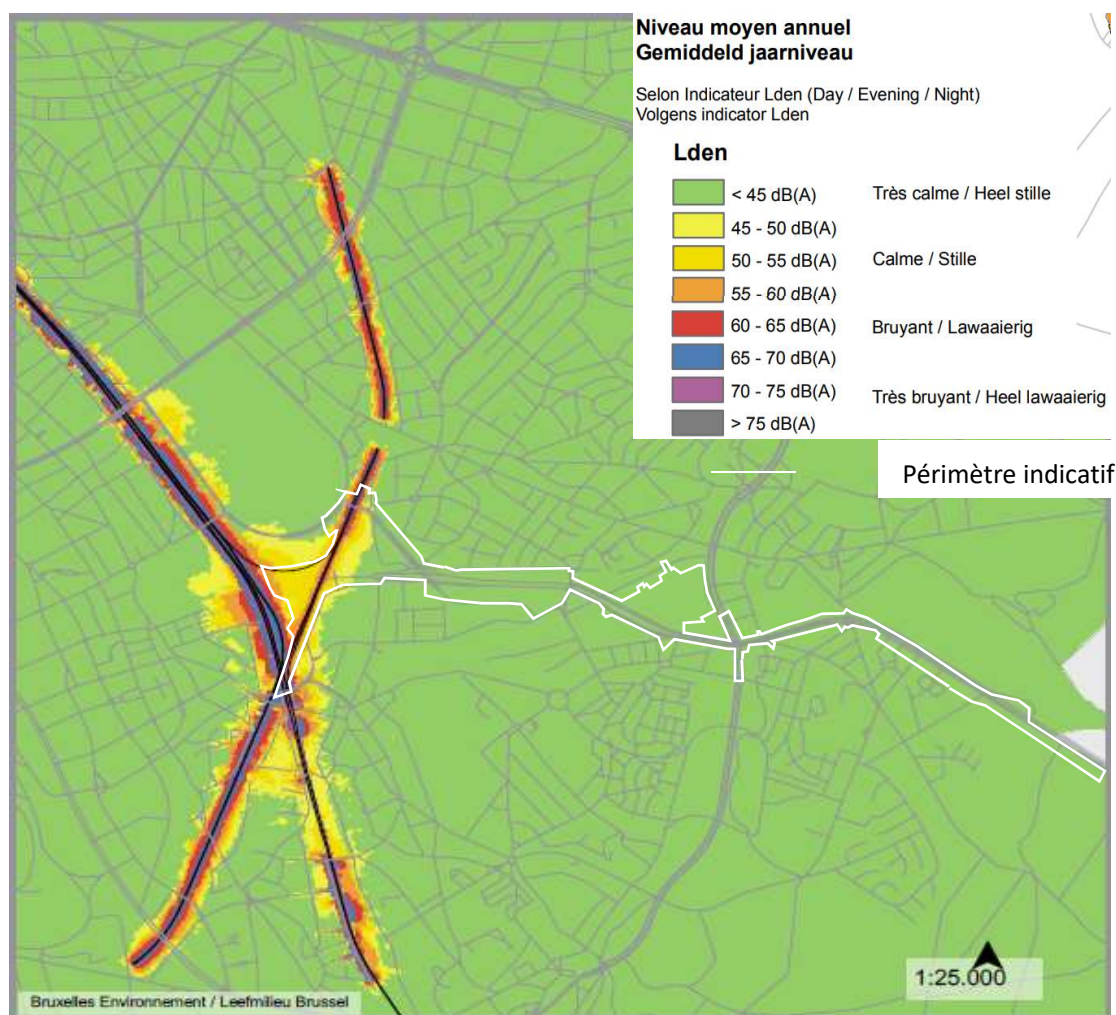 Niveau moyen annuel
Gemiddeld jaarniveau
Selon Indicateur Lden (Day / Evening / Night)
Volgens indicator Lden
Lden
< 45 dB(A) Très calme / Heel stille
45 - 50 dB(A)
50 - 55 dB(A) Calme / Stille
55 - 60 dB(A)
60 - 65 dB(A) Bruyant / Lawaaierig
65 - 70 dB(A)
70 - 75 dB(A) Très bruyant / Heel lawaaierig
> 75 dB(A)
Périmètre indicatif
1:25.000
Bruxelles Environnement / Leefmilieu Brussel